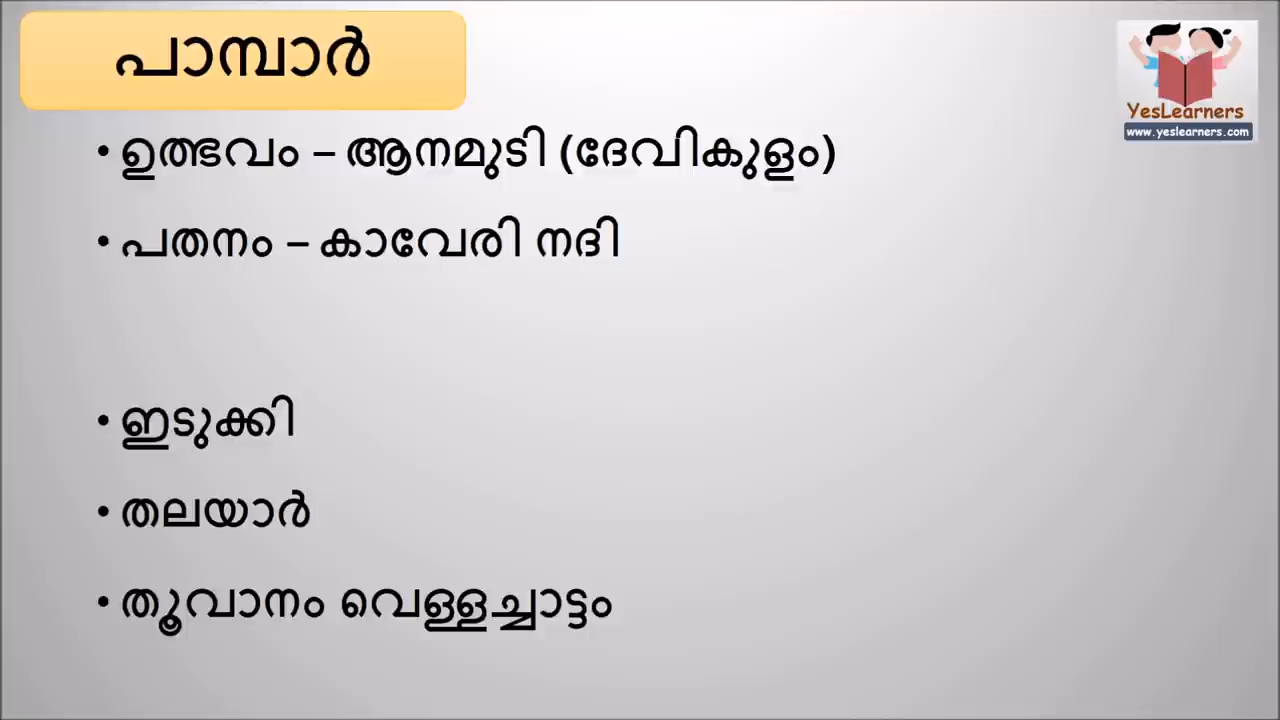 പാമ്പാർ
YesLearners
www.yeslearners.com
• ഉത്ഭവം – ആനമുടി (ദേവികുളം)
• പതനം – കാവേരി നദി
• ഇടുക്കി
• തലയാർ
• തൂവാനം വെള്ളച്ചാട്ടം